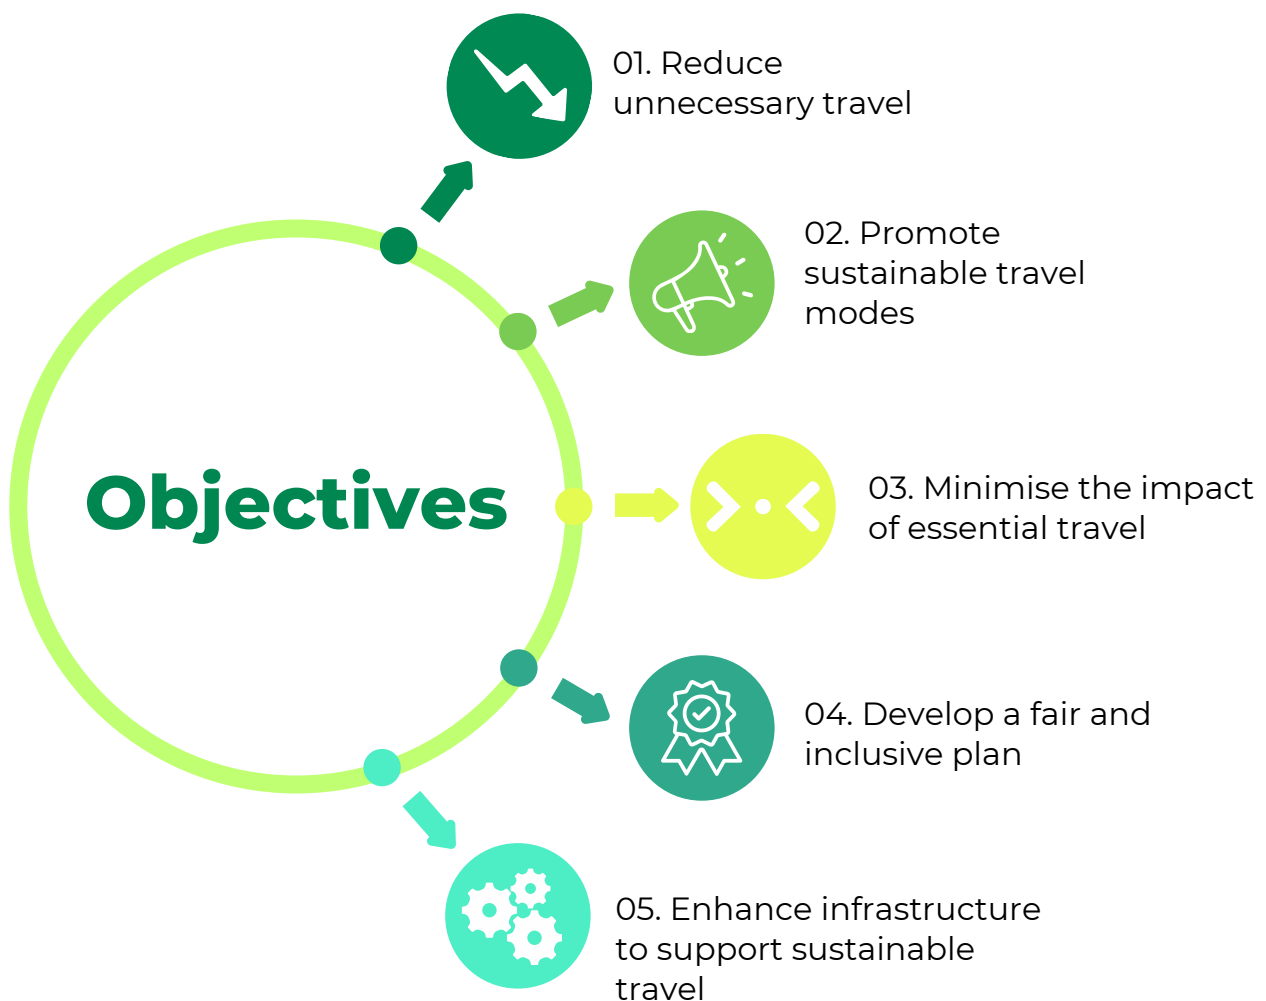 01. Reduce
unnecessary travel
02. Promote
sustainable travel
modes
Objectives
03. Minimise the impact
of essential travel
04. Develop a fair and
inclusive plan
05. Enhance infrastructure
to support sustainable
travel